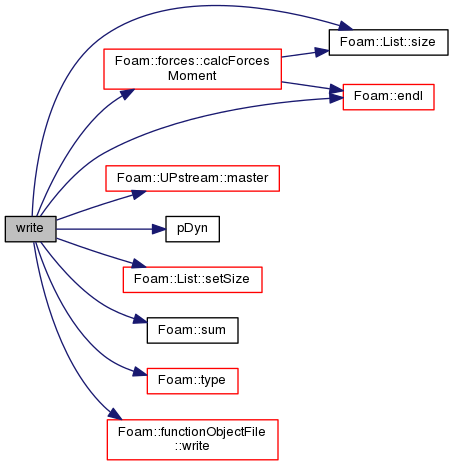 Foam::List::size
Foam::forces::calcForces
Moment
Foam::endl
Foam::UPstream::master
write
pDyn
Foam::List::setSize
Foam::sum
Foam::type
Foam::functionObjectFile
::write